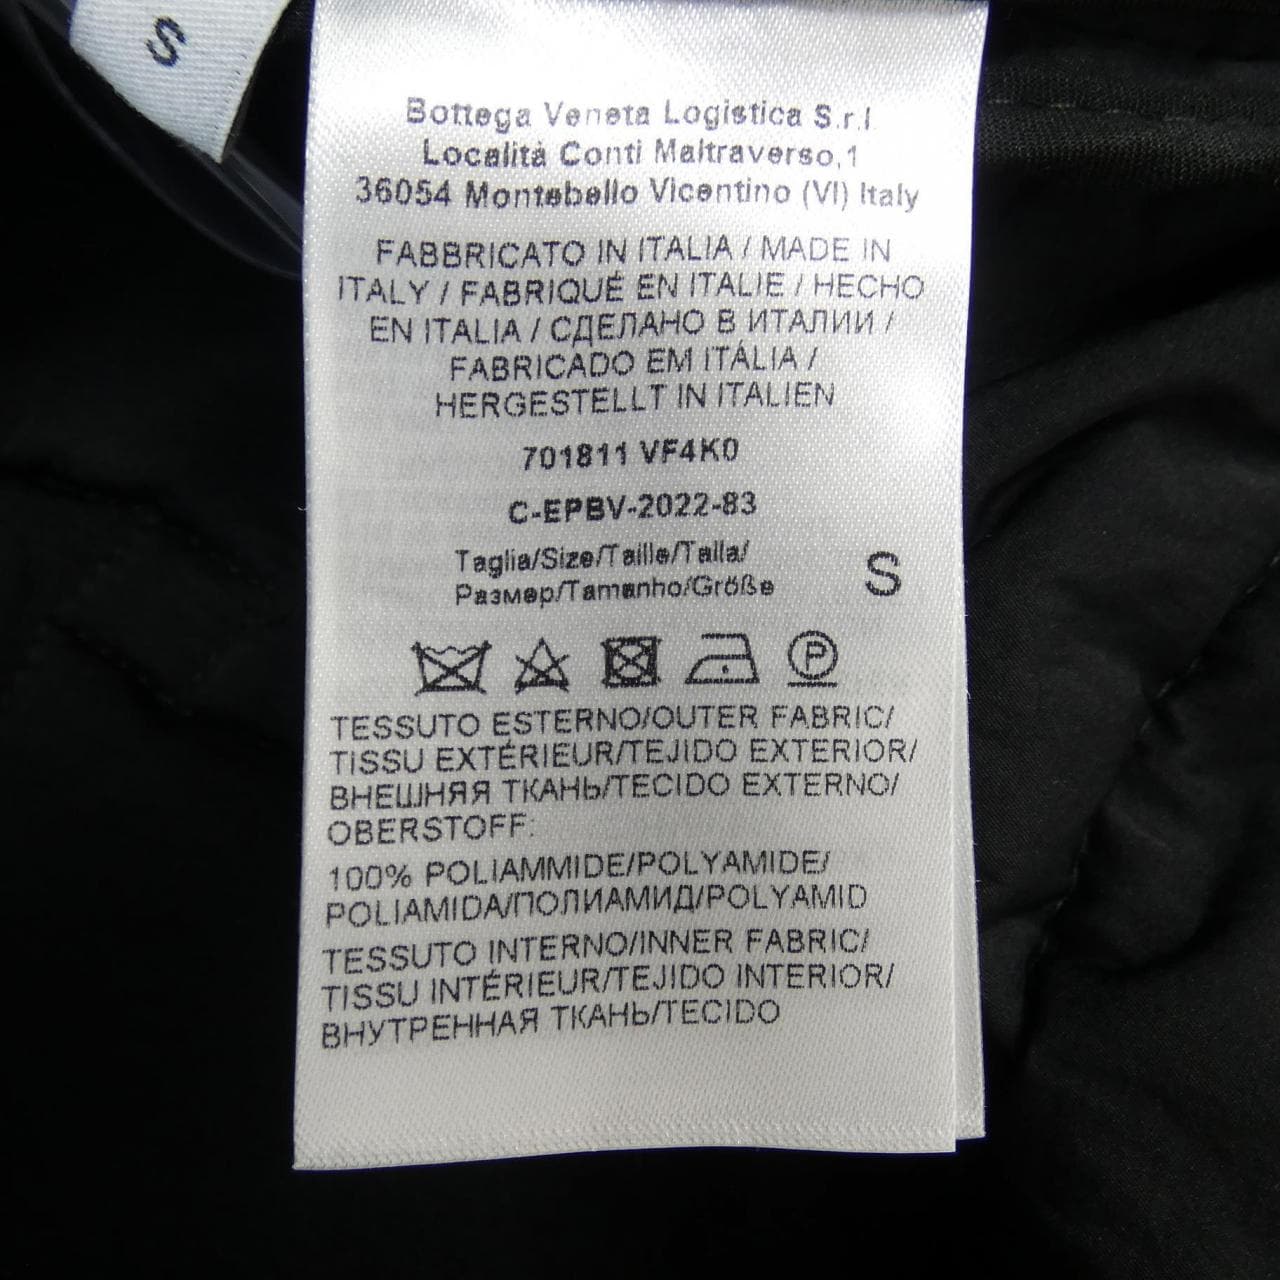 S
Bottega Veneta Logistica S.r.l
Località Conti Maltraverso,1
36054 Montebello Vicentino (VI) Italy
FABBRICATO IN ITALIA / MADE IN
ITALY / FABRIQUÉ EN ITALIE / HECHO
EN ITALIA / СДЕЛАНО В ИТАЛИИ /
FABRICADO EM ITÁLIA /
HERGESTELLT IN ITALIEN
701811 VF4K0
C-EPBV-2022-83
Taglia/Size/Taille/Talla/
Размер/Tamanho/Größe
S
P
TESSUTO ESTERNO/OUTER FABRIC/
TISSU EXTÉRIEUR/TEJIDO EXTERIOR/
ВНЕШНЯЯ ТКАНЬ/TECIDO EXTERNO/
OBERSTOFF:
100% POLIAMMIDE/POLYAMIDE/
POLIAMIDA/ПОЛИАМИД/POLYAMID
TESSUTO INTERNO/INNER FABRIC/
TISSU INTÉRIEUR/TEJIDO INTERIOR/
ВНУТРЕННАЯ ТКАНЬ/TECIDO